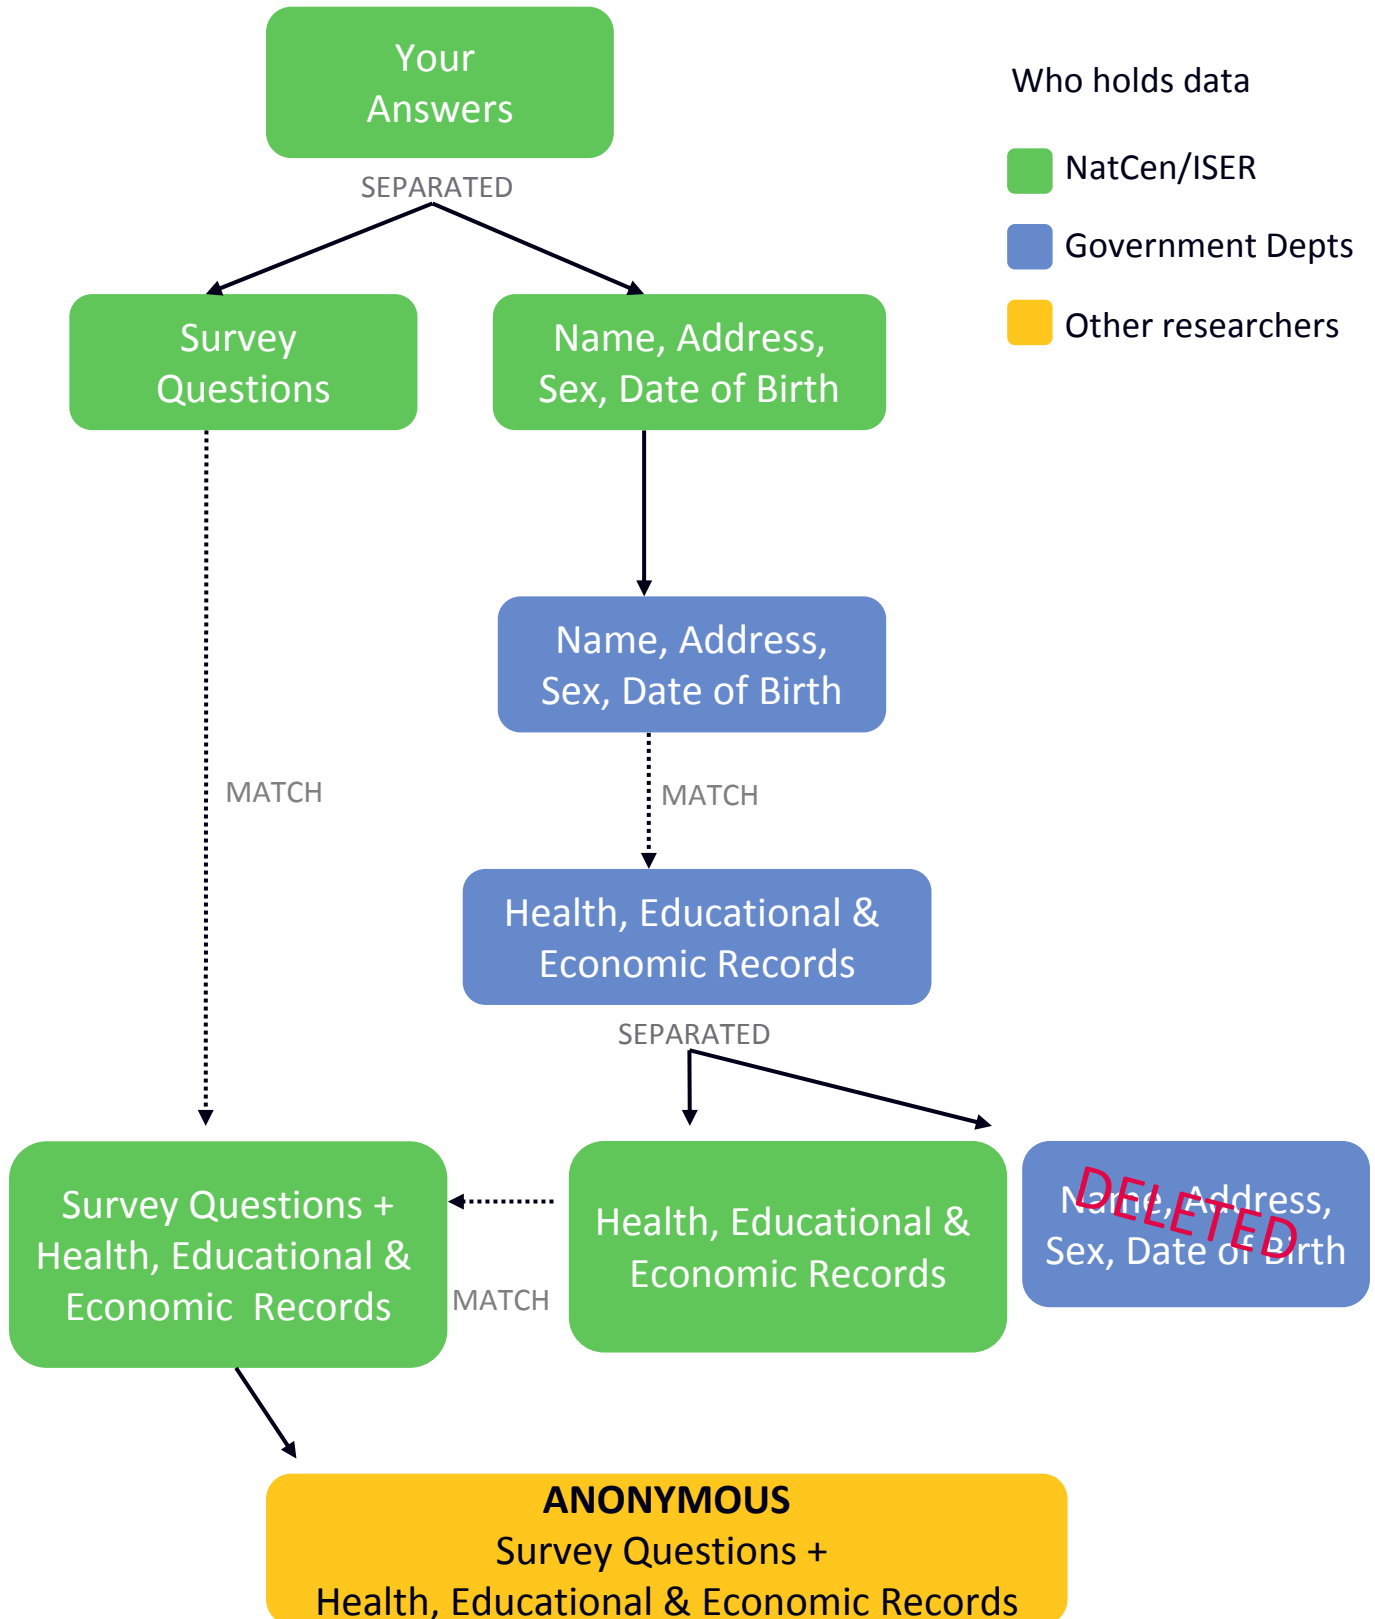 Your
Answers
SEPARATED
Who holds data
NatCen/ISER
Government Depts
Other researchers
Survey
Questions
Name, Address,
Sex, Date of Birth
Name, Address,
Sex, Date of Birth
MATCH
MATCH
Health, Educational &
Economic Records
SEPARATED
Survey Questions +
Health, Educational &
Economic Records
MATCH
Health, Educational &
Economic Records
Name, Address,
Sex, Date of Birth
DELETED
ANONYMOUS
Survey Questions +
Health, Educational & Economic Records